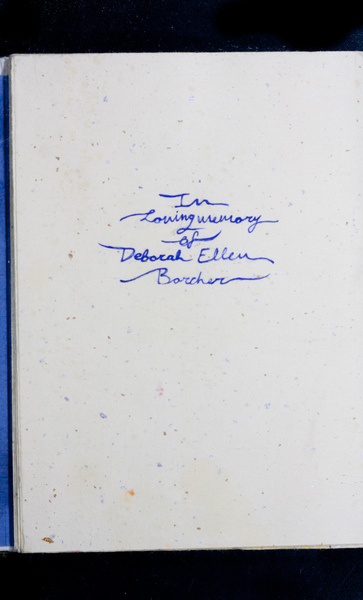 In
Loving memory
of
Deborah Ellen
Borcher